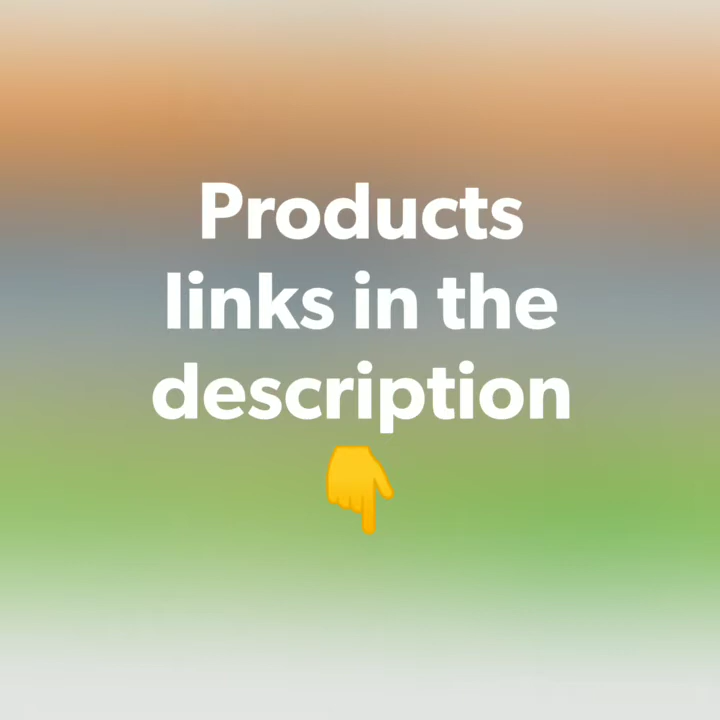 Products
links in the
description
👇